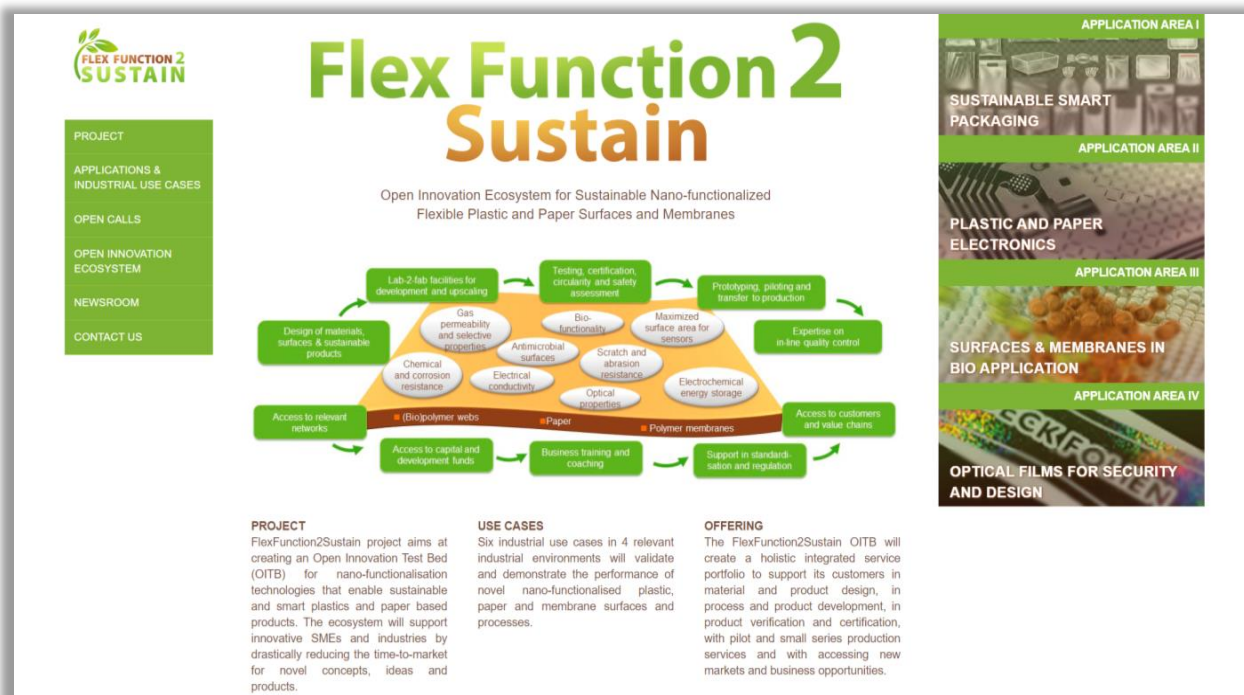 FLEX FUNCTION 2
SUSTAIN
PROJECT
APPLICATIONS &
INDUSTRIAL USE CASES
OPEN CALLS
OPEN INNOVATION
ECOSYSTEM
NEWSROOM
CONTACT US
Flex Function 2
Sustain
Open Innovation Ecosystem for Sustainable Nano-functionalized
Flexible Plastic and Paper Surfaces and Membranes
Design of materials,
surfaces & sustainable
products
Lab-2-fab facilities for
development and upscaling
Testing, certification,
circularity and safety
assessment
Prototyping, piloting and
transfer to production
Expertise on
in-line quality control
Gas
permeability
and selective
properties
Bio-
functionality
Maximized
surface area for
sensors
Antimicrobial
surfaces
Scratch and
abrasion
resistance
Chemical
and corrosion
resistance
Electrical
conductivity
Optical
properties
Electrochemical
energy storage
(Bio)polymer webs
Paper
Polymer membranes
Access to relevant
networks
Access to capital and
development funds
Business training and
coaching
Support in standardi-
sation and regulation
Access to customers
and value chains
PROJECT
FlexFunction2Sustain project aims at
creating an Open Innovation Test Bed
(OITB) for nano-functionalisation
technologies that enable sustainable
and smart plastics and paper based
products. The ecosystem will support
innovative SMEs and industries by
drastically reducing the time-to-market
for novel concepts, ideas and
products.
USE CASES
Six industrial use cases in 4 relevant
industrial environments will validate
and demonstrate the performance of
novel nano-functionalised plastic,
paper and membrane surfaces and
processes.
OFFERING
The FlexFunction2Sustain OITB will
create a holistic integrated service
portfolio to support its customers in
material and product design, in
process and product development, in
product verification and certification,
with pilot and small series production
services and with accessing new
markets and business opportunities.
APPLICATION AREA I
SUSTAINABLE SMART
PACKAGING
APPLICATION AREA II
PLASTIC AND PAPER
ELECTRONICS
APPLICATION AREA III
SURFACES & MEMBRANES IN
BIO APPLICATION
APPLICATION AREA IV
ECKFOLIEN
OPTICAL FILMS FOR SECURITY
AND DESIGN